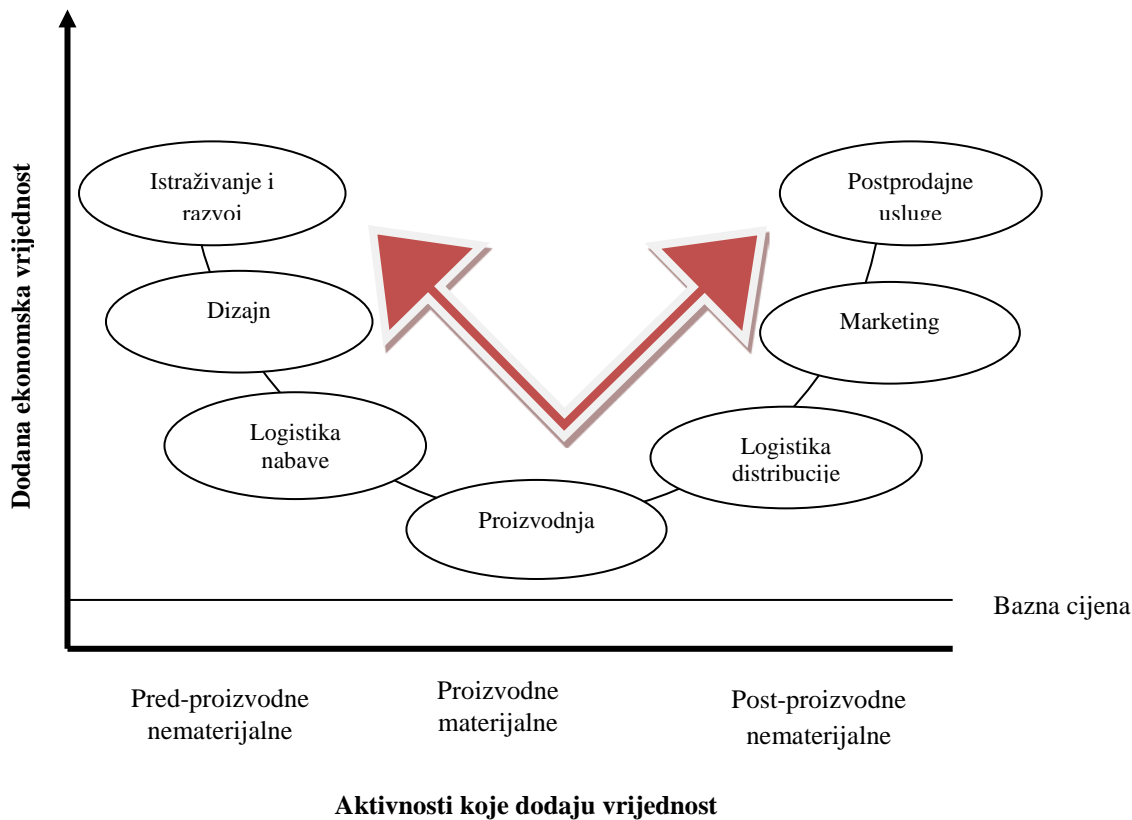 Dodana ekonomska vrijednost
Istraživanje i
razvoj
Dizajn
Logistika
nabave
Proizvodnja
Logistika
distribucije
Marketing
Postprodajne
usluge
Bazna cijena
Pred-proizvodne
nematerijalne
Proizvodne
materijalne
Post-proizvodne
nematerijalne
Aktivnosti koje dodaju vrijednost